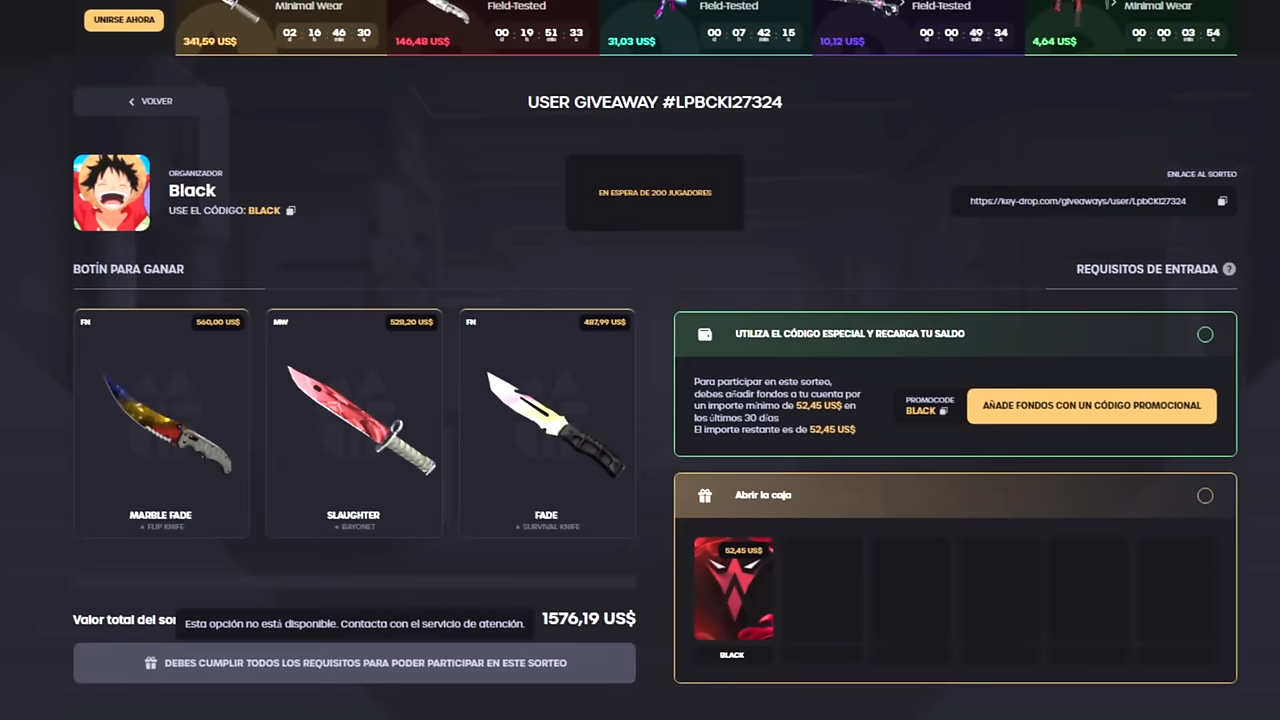 UNIRSE AHORA
Minimal Wear
341,59 US$
02 : 16 : 46 : 30
d h min s
Field-Tested
146,48 US$
00 : 19 : 51 : 33
d h min s
Field-Tested
31,03 US$
00 : 07 : 42 : 15
d h min s
Field-Tested
10,12 US$
00 : 00 : 49 : 34
d h min s
Minimal Wear
4,64 US$
00 : 00 : 03 : 54
d h min s
VOLVER
USER GIVEAWAY #LPBCKI27324
ORGANIZADOR
Black
USE EL CÓDIGO: BLACK
EN ESPERA DE 200 JUGADORES
ENLACE AL SORTEO
https://key-drop.com/giveaways/user/LpbCKI27324
BOTÍN PARA GANAR
REQUISITOS DE ENTRADA ?
FN
560,00 US$
MARBLE FADE
★ FLIP KNIFE
MW
528,20 US$
SLAUGHTER
★ BAYONET
FN
487,99 US$
FADE
★ SURVIVAL KNIFE
UTILIZA EL CÓDIGO ESPECIAL Y RECARGA TU SALDO
Para participar en este sorteo,
debes añadir fondos a tu cuenta por
un importe mínimo de 52,45 US$ en
los últimos 30 días
El importe restante es de 52,45 US$
PROMOCODE
BLACK
AÑADE FONDOS CON UN CÓDIGO PROMOCIONAL
Abrir la caja
52,45 US$
BLACK
Valor total del sor
Esta opción no está disponible. Contacta con el servicio de atención.
1576,19 US$
DEBES CUMPLIR TODOS LOS REQUISITOS PARA PODER PARTICIPAR EN ESTE SORTEO